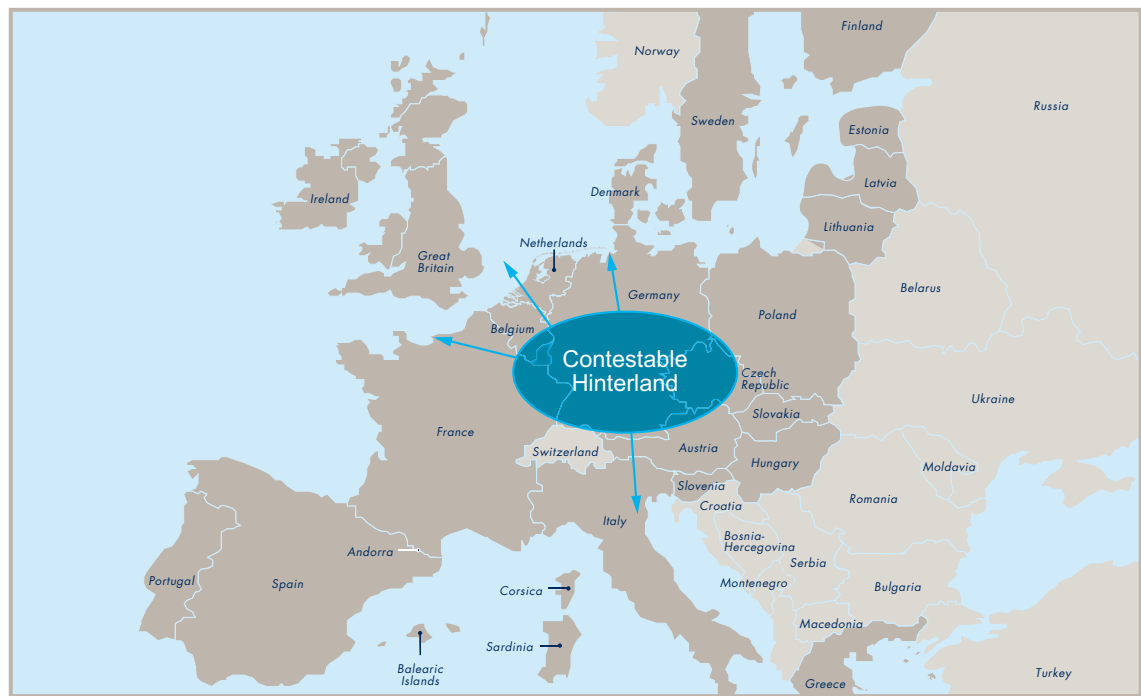 Finland
Norway
Russia
Sweden
Estonia
Latvia
Denmark
Ireland
Lithuania
Netherlands
Great
Britain
Belarus
Germany
Poland
Belgium
Contestable
Hinterland
Czech
Republic
Ukraine
Slovakia
France
Austria
Switzerland
Hungary
Moldavia
Slovenia
Romania
Croatia
Italy
Bosnia-
Hercegovina
Andorra
Serbia
Portugal
Spain
Montenegro
Bulgaria
Corsica
Macedonia
Sardinia
Balearic
Islands
Turkey
Greece